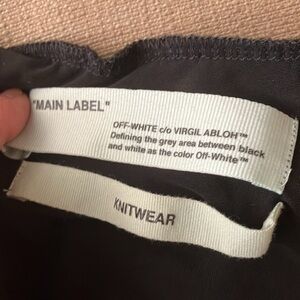 "MAIN LABEL"
OFF-WHITE c/o VIRGIL ABLOH™
Defining the grey area between black
and white as the color Off-White™
KNITWEAR